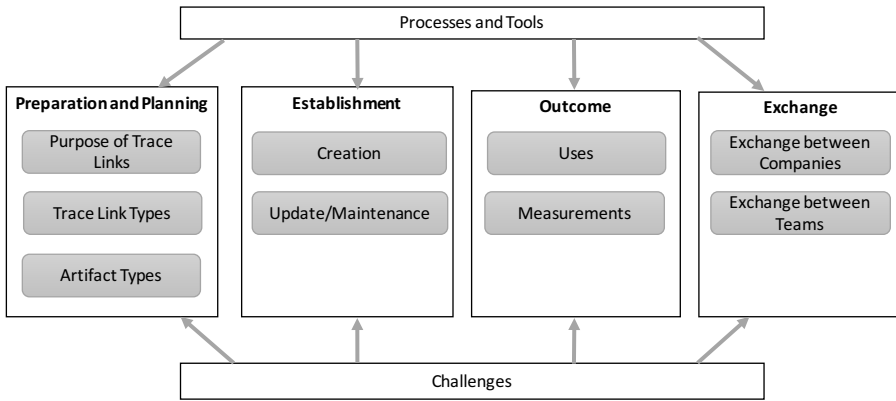 Processes and Tools
Preparation and Planning
Purpose of Trace
Links
Trace Link Types
Artifact Types
Establishment
Creation
Update/Maintenance
Outcome
Uses
Measurements
Exchange
Exchange between
Companies
Exchange between
Teams
Challenges